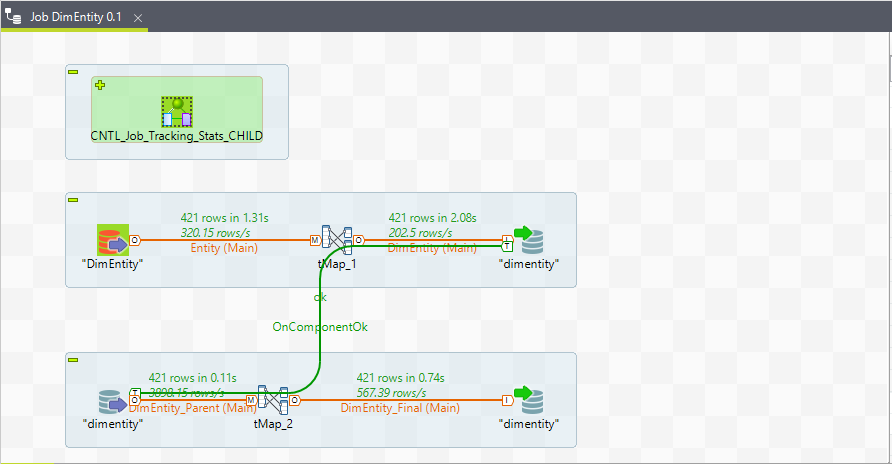 Job DimEntity 0.1
CNTL_Job_Tracking_Stats_CHILD
421 rows in 1.31s
320.15 rows/s
Entity (Main)
421 rows in 2.08s
202.5 rows/s
DimEntity (Main)
O
M
O
I
T
"DimEntity"
tMap_1
"dimentity"
ok
OnComponentOk
421 rows in 0.11s
3898.15 rows/s
DimEntity_Parent (Main)
421 rows in 0.74s
567.39 rows/s
DimEntity_Final (Main)
T
O
M
O
I
"dimentity"
tMap_2
"dimentity"